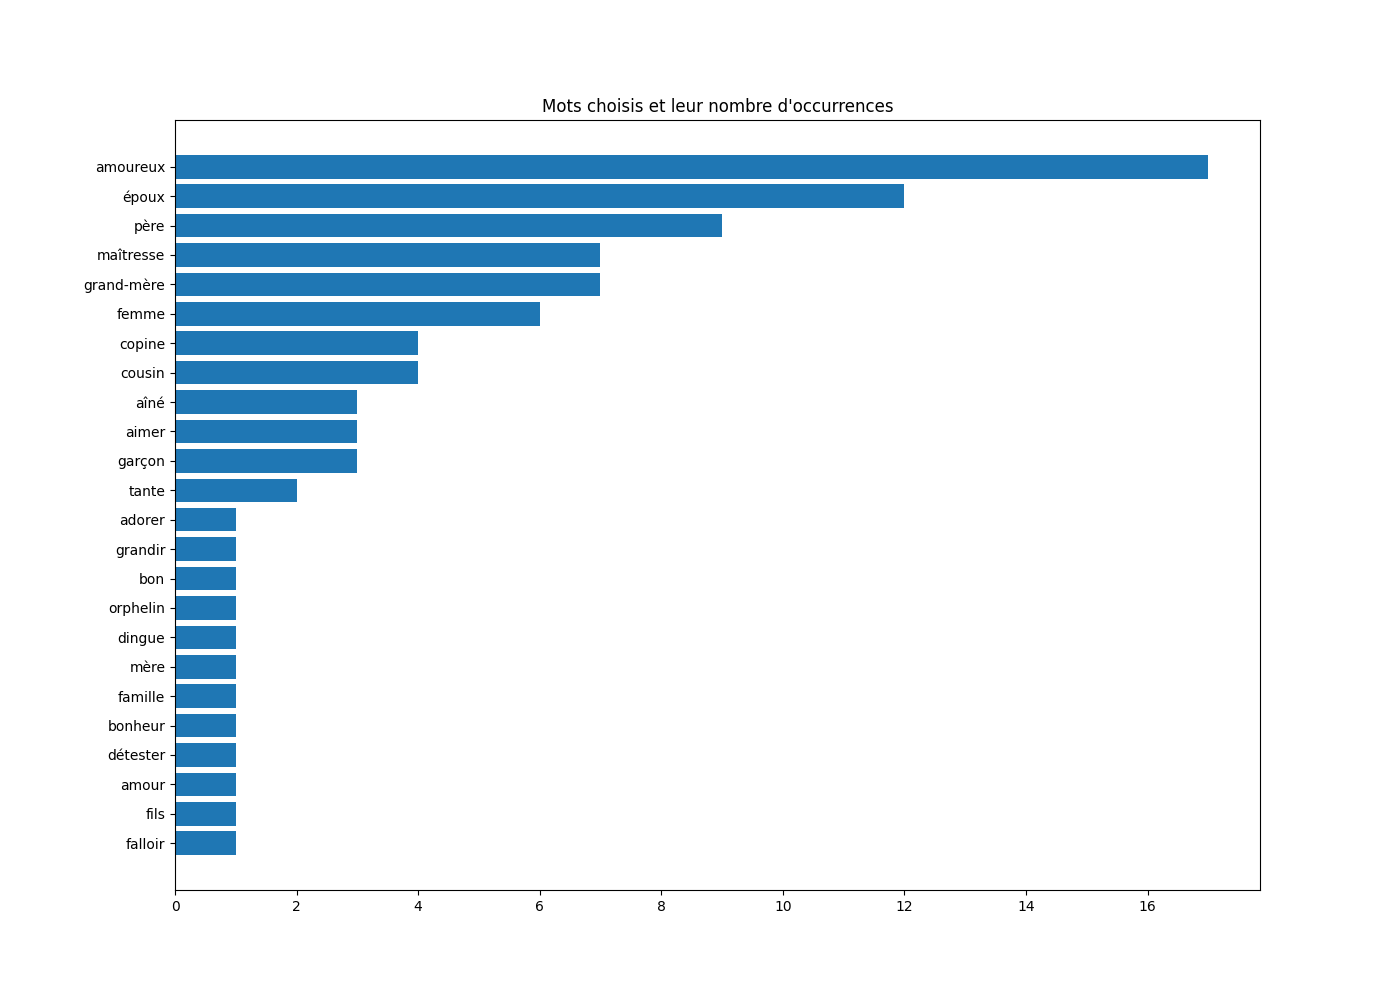 Mots choisis et leur nombre d'occurrences
amoureux
époux
père
maîtresse
grand-mère
femme
copine
cousin
aîné
aimer
garçon
tante
adorer
grandir
bon
orphelin
dingue
mère
famille
bonheur
détester
amour
fils
falloir
0 2 4 6 8 10 12 14 16